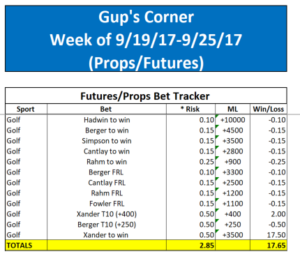 Gup's Corner
Week of 9/19/17-9/25/17
(Props/Futures)
Futures/Props Bet Tracker
Sport Bet * Risk ML Win/Loss
Golf Hadwin to win 0.10 +10000 -0.10
Golf Berger to win 0.15 +4500 -0.15
Golf Simpson to win 0.15 +3500 -0.15
Golf Cantlay to win 0.15 +2800 -0.15
Golf Rahm to win 0.25 +900 -0.25
Golf Berger FRL 0.10 +3300 -0.10
Golf Cantlay FRL 0.15 +2500 -0.15
Golf Rahm FRL 0.15 +1200 -0.15
Golf Fowler FRL 0.15 +1100 -0.15
Golf Xander T10 (+400) 0.50 +400 2.00
Golf Berger T10 (+250) 0.50 +250 -0.50
Golf Xander to win 0.50 +3500 17.50
TOTALS 2.85 17.65